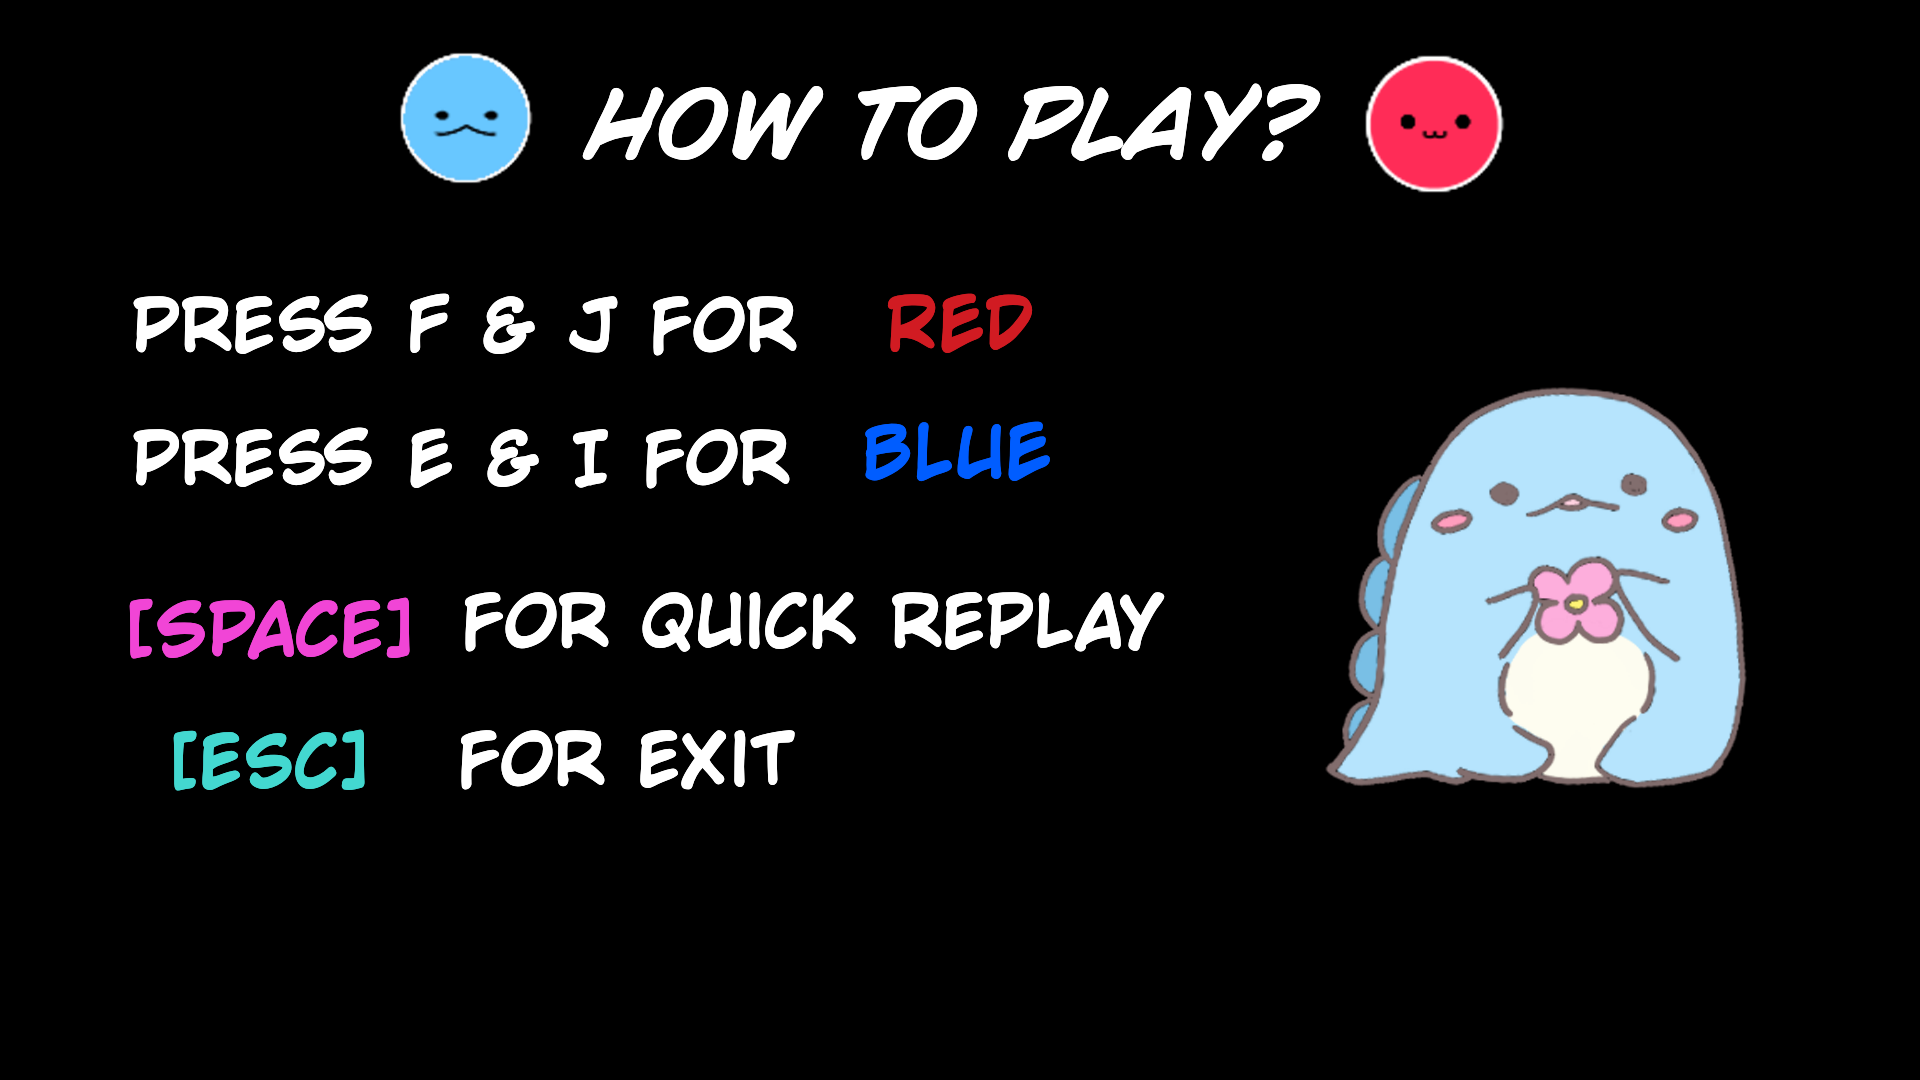 HOW TO PLAY?
PRESS F & J FOR RED
PRESS E & I FOR BLUE
[SPACE] FOR QUICK REPLAY
[ESC] FOR EXIT